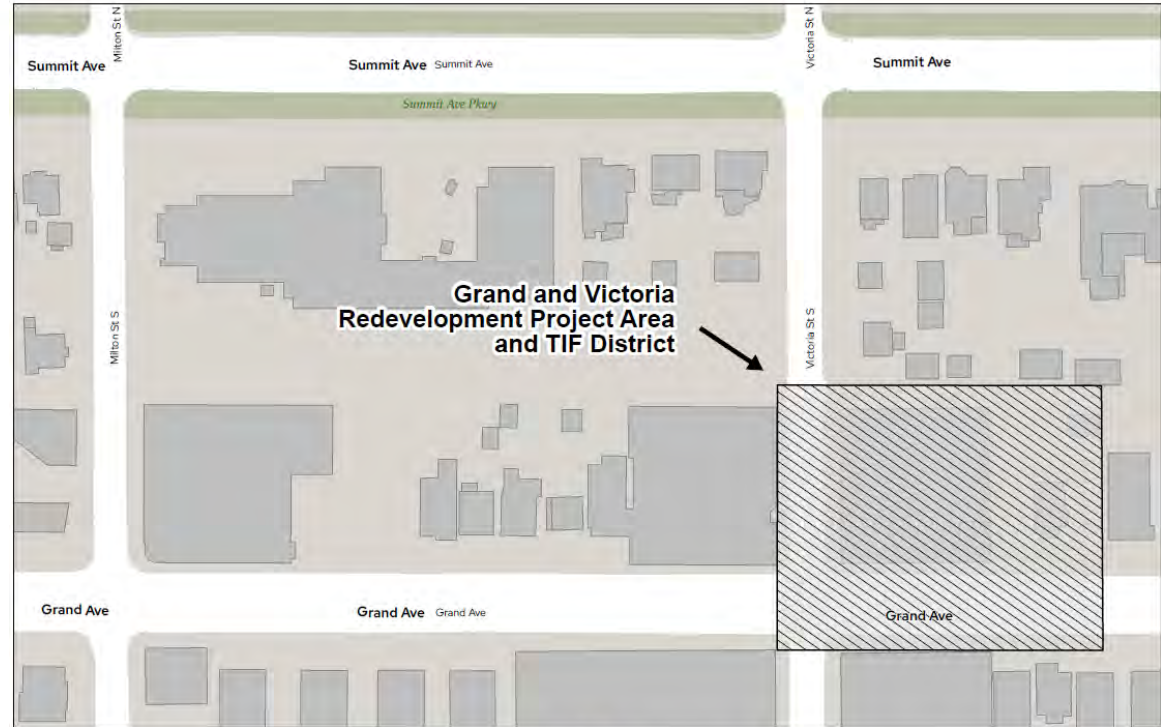 Milton St N
Victoria St N
Summit Ave
Summit Ave Summit Ave
Summit Ave
Summit Ave Pkwy
Grand and Victoria
Redevelopment Project Area
and TIF District
Milton St S
Victoria St S
Grand Ave
Grand Ave Grand Ave
Grand Ave